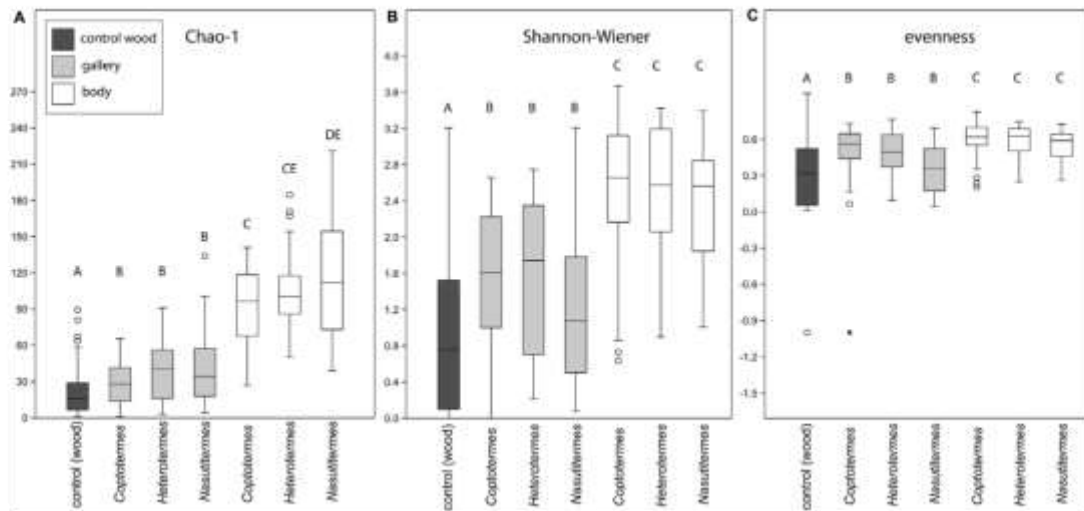 A
Chao-1
control wood
gallery
body
270
240
210
180
150
120
90
60
30
0
A
B
B
B
C
CE
DE
control (wood)
Coptotermes
Heterotermes
Nasutitermes
Coptotermes
Heterotermes
Nasutitermes
B
Shannon-Wiener
4.0
3.6
3.2
2.8
2.4
2.0
1.6
1.2
0.8
0.4
0.0
A
B
B
B
C
C
C
control (wood)
Coptotermes
Heterotermes
Nasutitermes
Coptotermes
Heterotermes
Nasutitermes
C
evenness
0.6
0.3
0.0
-0.3
-0.6
-0.9
-1.2
-1.5
A
B
B
B
C
C
C
control (wood)
Coptotermes
Heterotermes
Nasutitermes
Coptotermes
Heterotermes
Nasutitermes